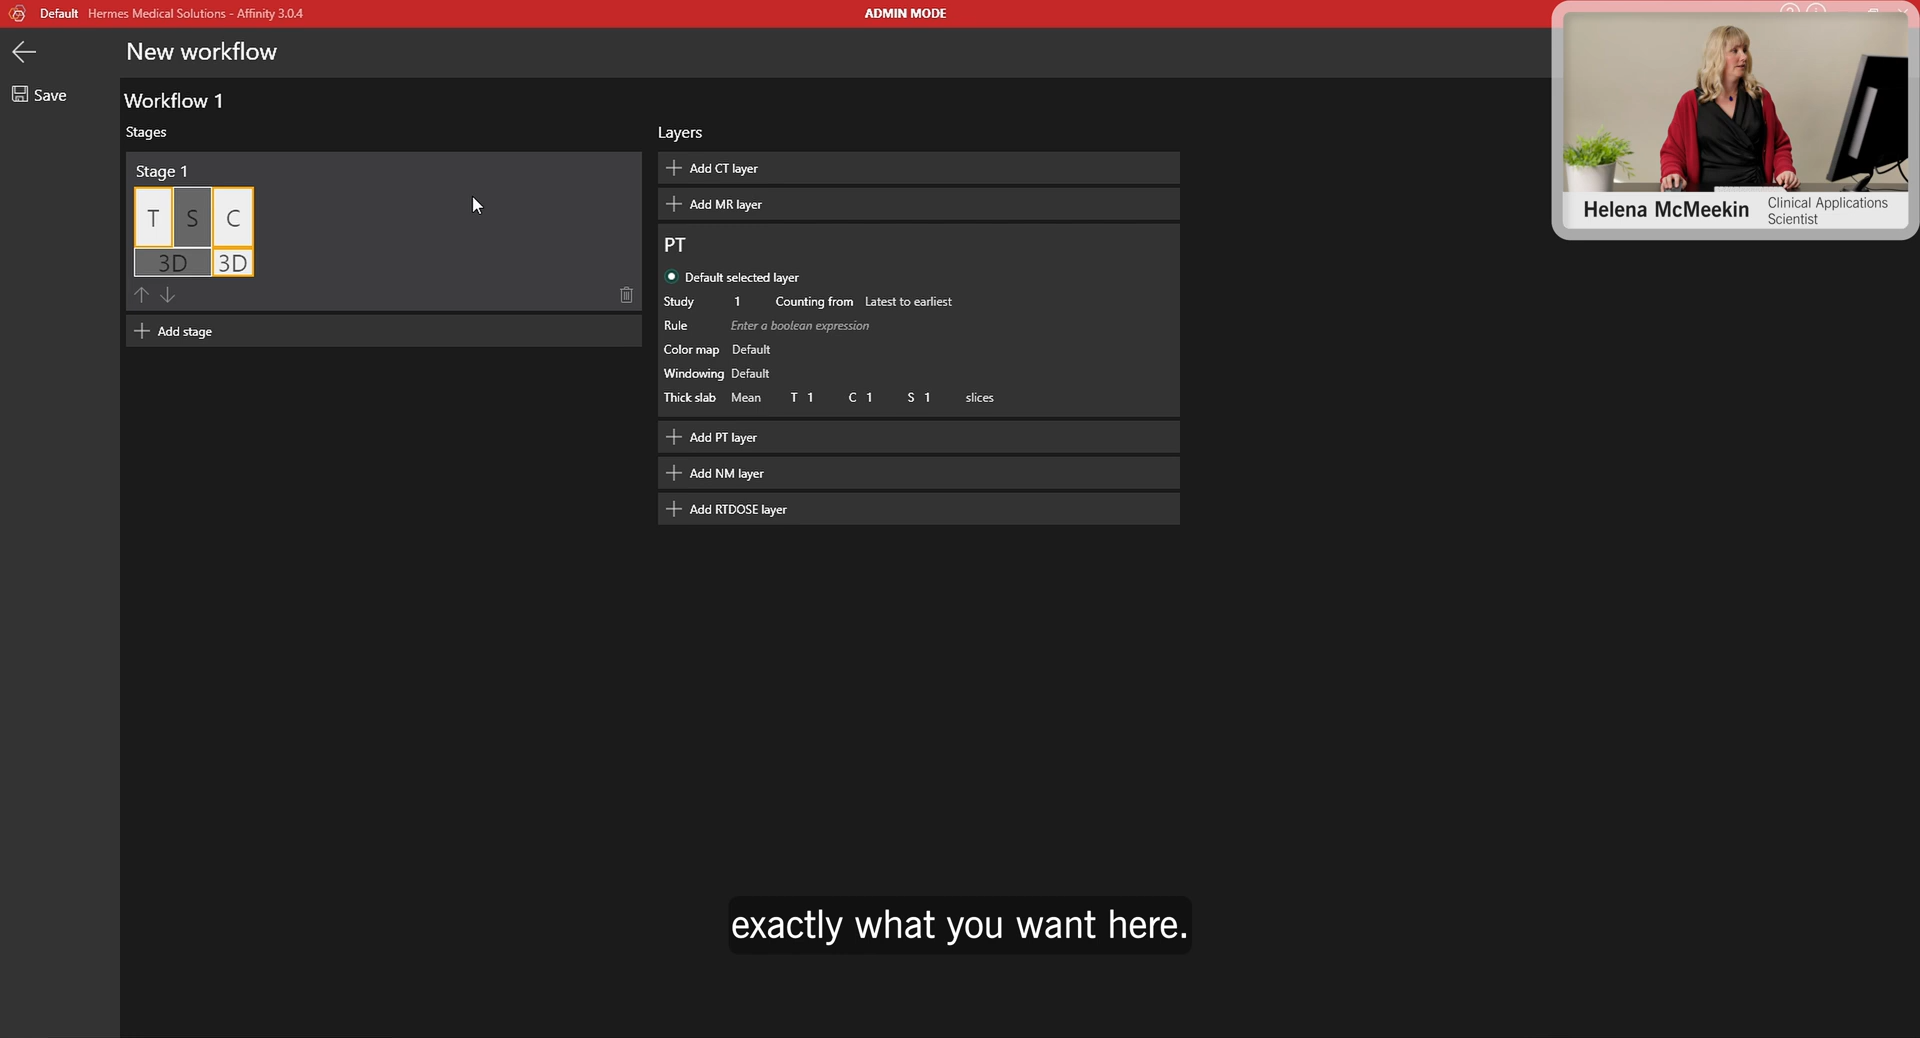 Default Hermes Medical Solutions - Affinity 3.0.4
ADMIN MODE
New workflow
Save
Workflow 1
Stages
Stage 1
T S C
3D 3D
Add stage
Layers
Add CT layer
Add MR layer
PT
Default selected layer
Study 1 Counting from Latest to earliest
Rule Enter a boolean expression
Color map Default
Windowing Default
Thick slab Mean T 1 C 1 S 1 slices
Add PT layer
Add NM layer
Add RTDOSE layer
Helena McMeekin
Clinical Applications
Scientist
exactly what you want here.